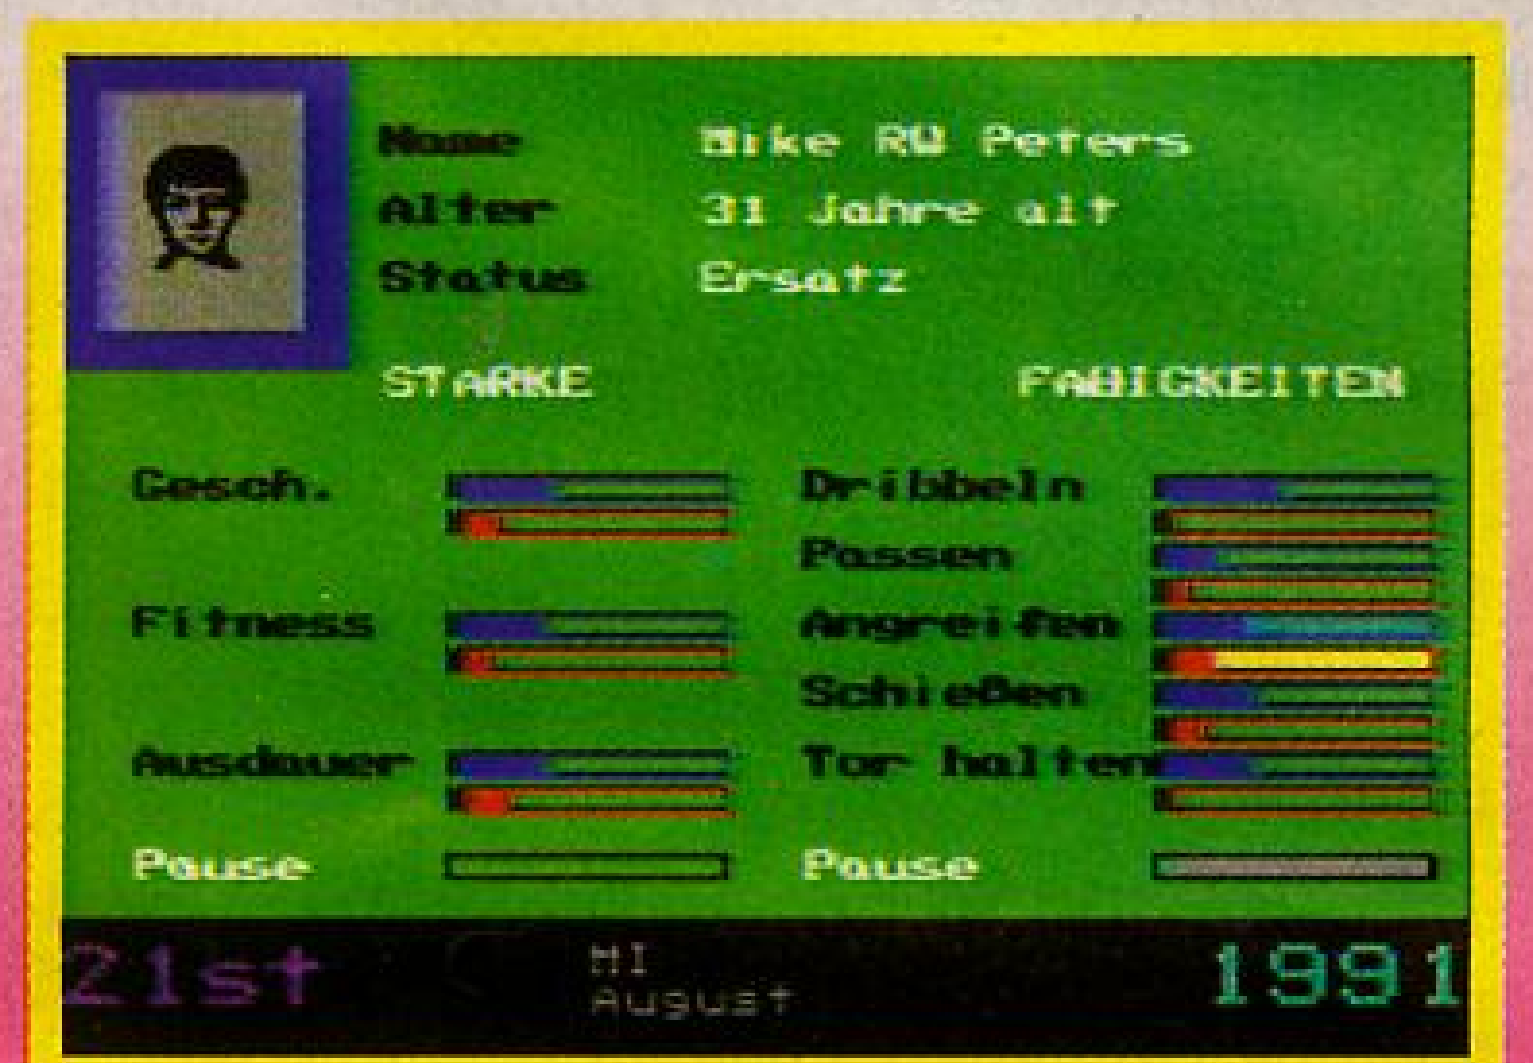 Name Mike RW Peters
Alter 31 Jahre alt
Status Ersatz
STARKE FAHIGKEITEN
Gesch. Dribbeln
Passen
Fitness Angreifen
Schießen
Ausdauer Tor halten
Pause Pause
21st MI August 1991